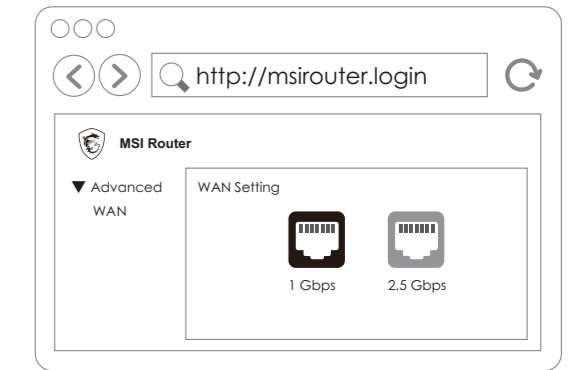 http://msirouter.login
MSI Router
Advanced
WAN
WAN Setting
1 Gbps
2.5 Gbps